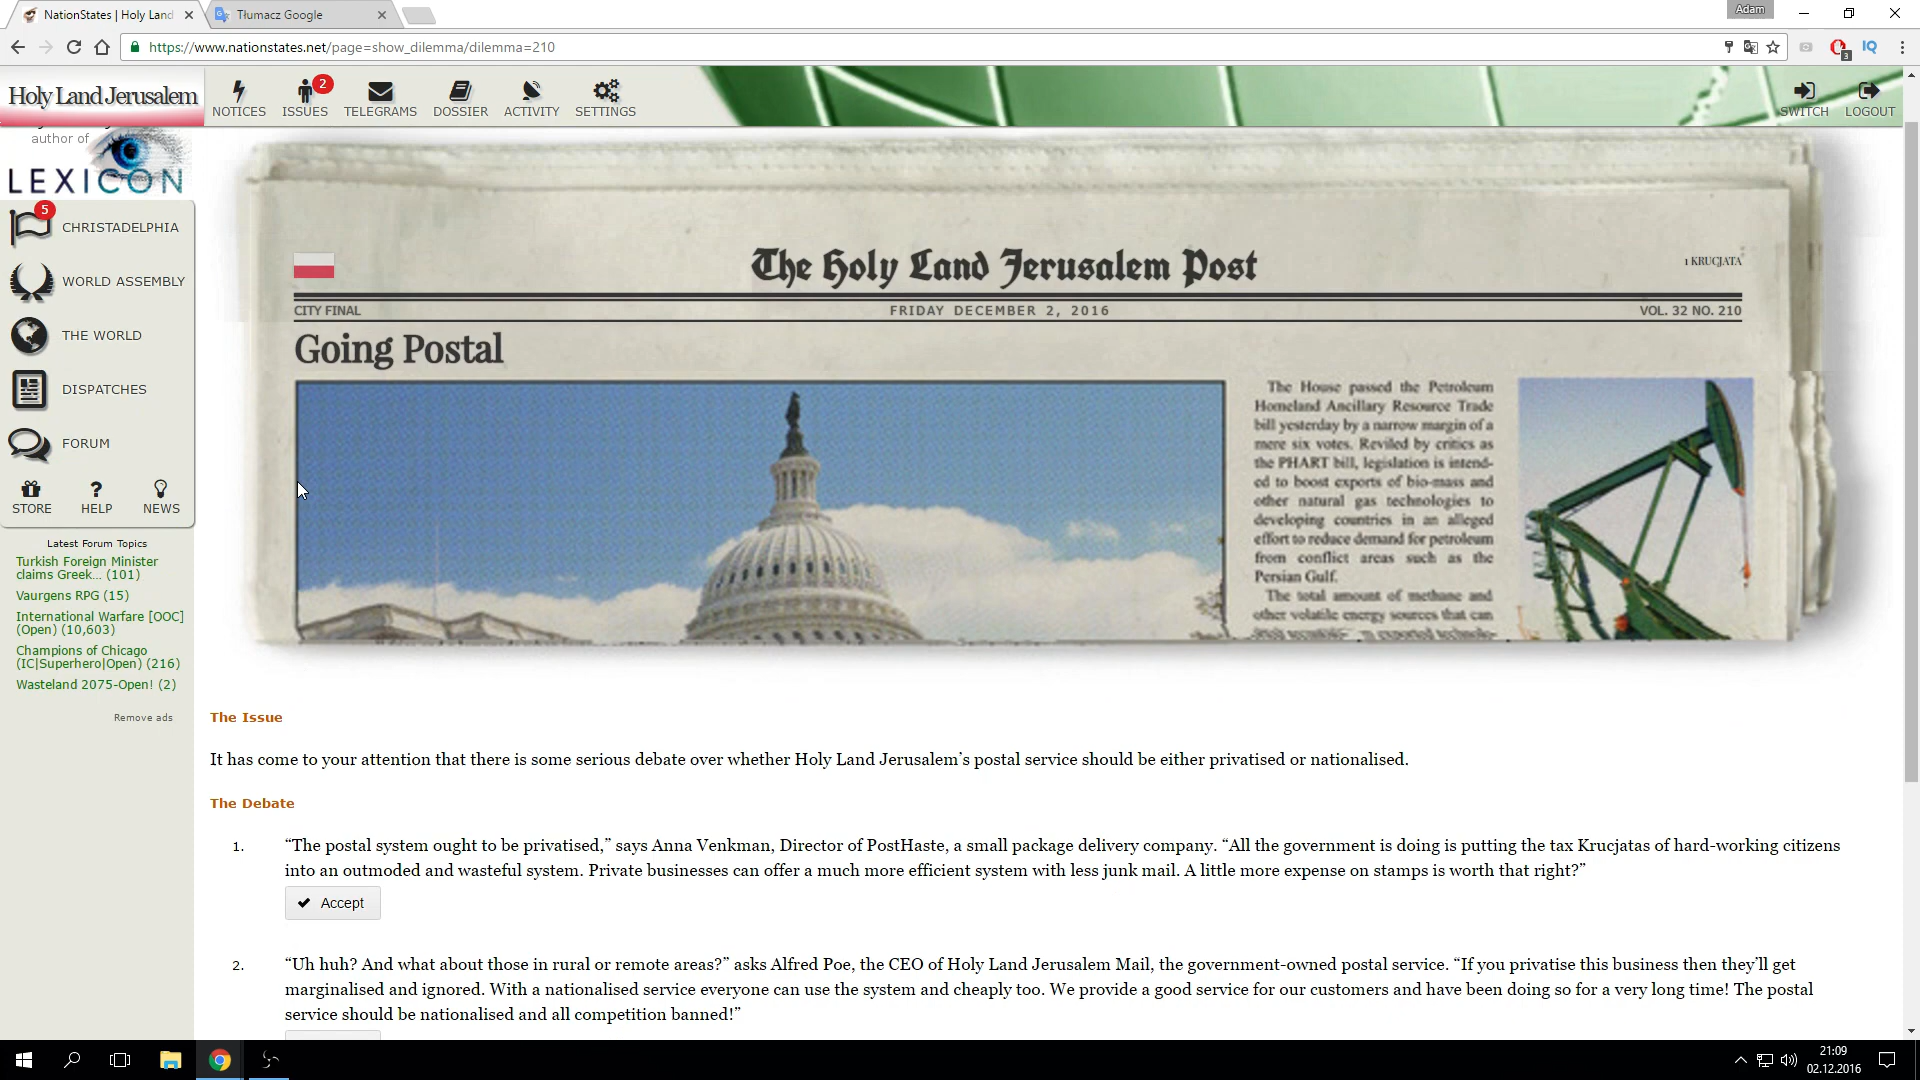 NationStates | Holy Land
Tłumacz Google
Adam
https://www.nationstates.net/page=show_dilemma/dilemma=210
3
IQ
Holy Land Jerusalem
NOTICES
2
ISSUES
TELEGRAMS
DOSSIER
ACTIVITY
SETTINGS
SWITCH
LOGOUT
author of
LEXICON
5
CHRISTADELPHIA
WORLD ASSEMBLY
THE WORLD
DISPATCHES
FORUM
STORE
HELP
NEWS
Latest Forum Topics
Turkish Foreign Minister
claims Greek... (101)
Vaurgens RPG (15)
International Warfare [OOC]
(Open) (10,603)
Champions of Chicago
(IC|Superhero|Open) (216)
Wasteland 2075-Open! (2)
Remove ads
The Holy Land Jerusalem Post
1 KRUCJATA
CITY FINAL
FRIDAY DECEMBER 2, 2016
VOL. 32 NO. 210
Going Postal
The House passed the Petroleum
Homeland Ancillary Resource Trade
bill yesterday by a narrow margin of a
mere six votes. Reviled by critics as
the PHART bill, legislation is intend-
ed to boost exports of bio-mass and
other natural gas technologies to
developing countries in an alleged
effort to reduce demand for petroleum
from conflict areas such as the
Persian Gulf.
The total amount of methane and
other volatile energy sources that can
The Issue
It has come to your attention that there is some serious debate over whether Holy Land Jerusalem’s postal service should be either privatised or nationalised.
The Debate
1.
“The postal system ought to be privatised,” says Anna Venkman, Director of PostHaste, a small package delivery company. “All the government is doing is putting the tax Krucjatas of hard-working citizens
into an outmoded and wasteful system. Private businesses can offer a much more efficient system with less junk mail. A little more expense on stamps is worth that right?”
Accept
2.
“Uh huh? And what about those in rural or remote areas?” asks Alfred Poe, the CEO of Holy Land Jerusalem Mail, the government-owned postal service. “If you privatise this business then they’ll get
marginalised and ignored. With a nationalised service everyone can use the system and cheaply too. We provide a good service for our customers and have been doing so for a very long time! The postal
service should be nationalised and all competition banned!”
21:09
02.12.2016